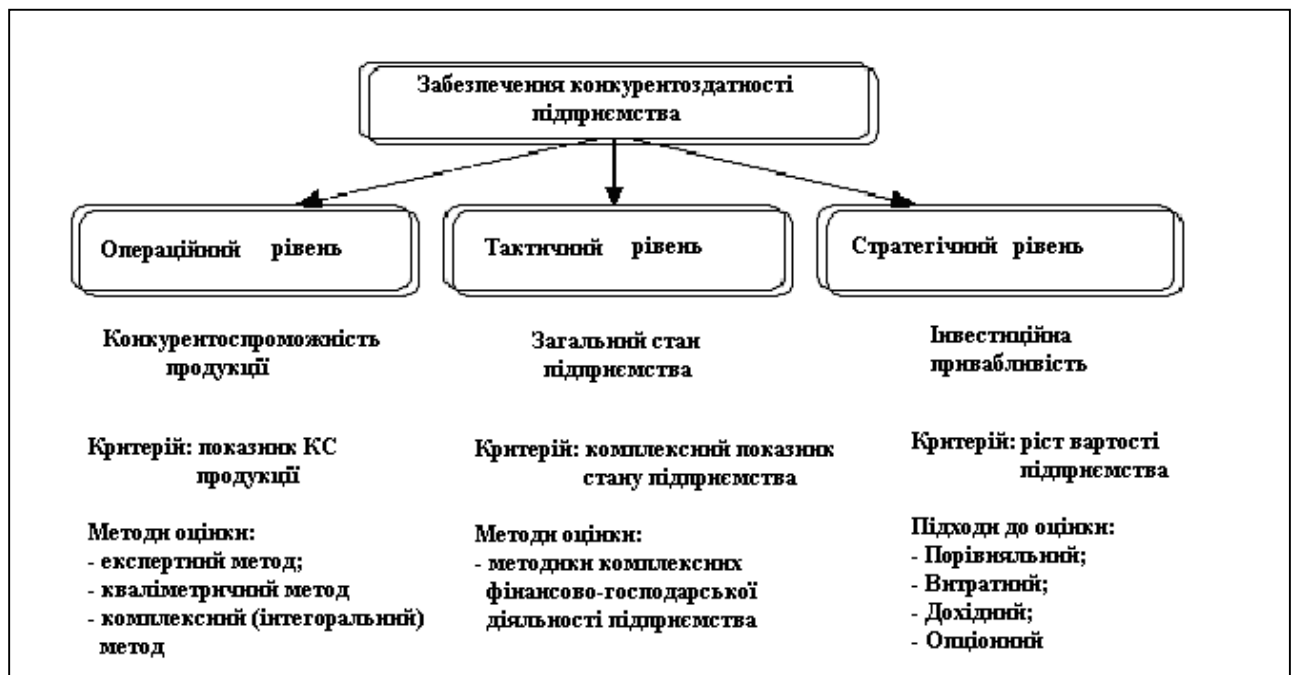 Забезпечення конкурентоздатності
підприємства
Операційний рівень
Тактичний рівень
Стратегічний рівень
Конкурентоспроможність
продукції
Критерій: показник КС
продукції
Методи оцінки:
- експертний метод;
- кваліметричний метод
- комплексний (інтегоральний)
метод
Загальний стан
підприємства
Критерій: комплексний показник
стану підприємства
Методи оцінки:
- методики комплексних
фінансово-господарської
діяльності підприємства
Інвестиційна
привабливість
Критерій: ріст вартості
підприємства
Підходи до оцінки:
- Порівняльний;
- Витратний;
- Дохідний;
- Опціонний